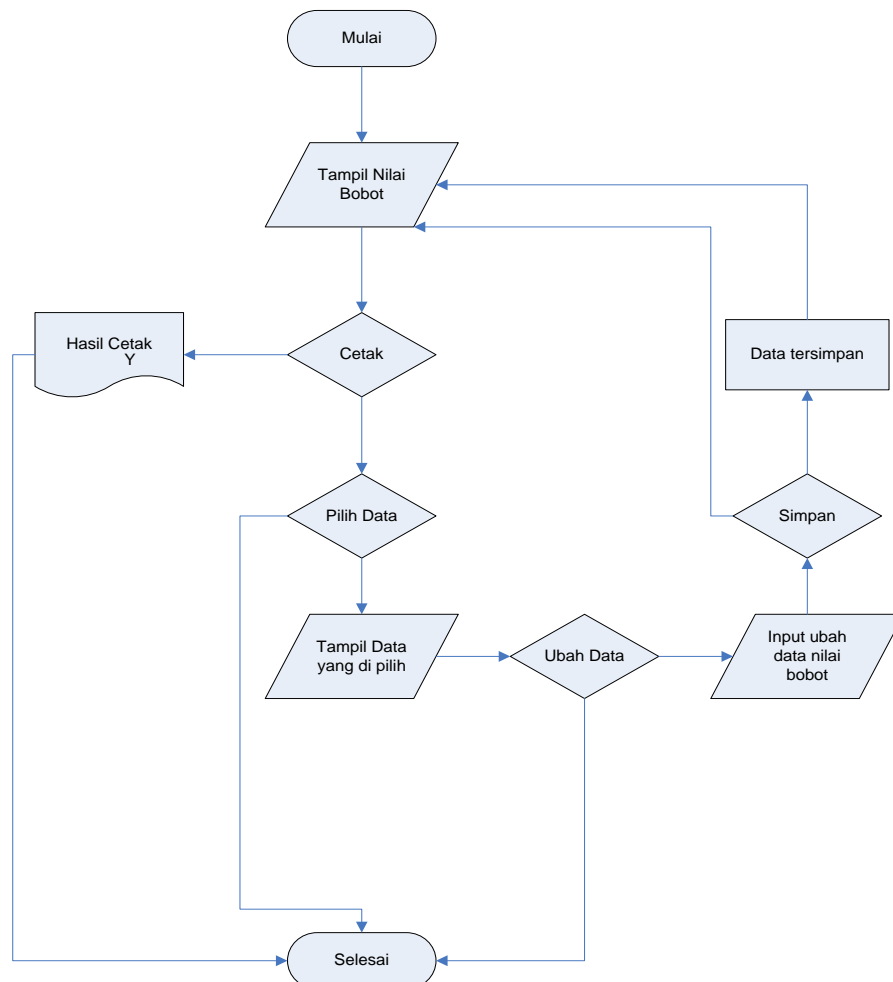 Mulai
Tampil Nilai
Bobot
Hasil Cetak
Y
Cetak
Data tersimpan
Pilih Data
Simpan
Tampil Data
yang di pilih
Ubah Data
Input ubah
data nilai
bobot
Selesai